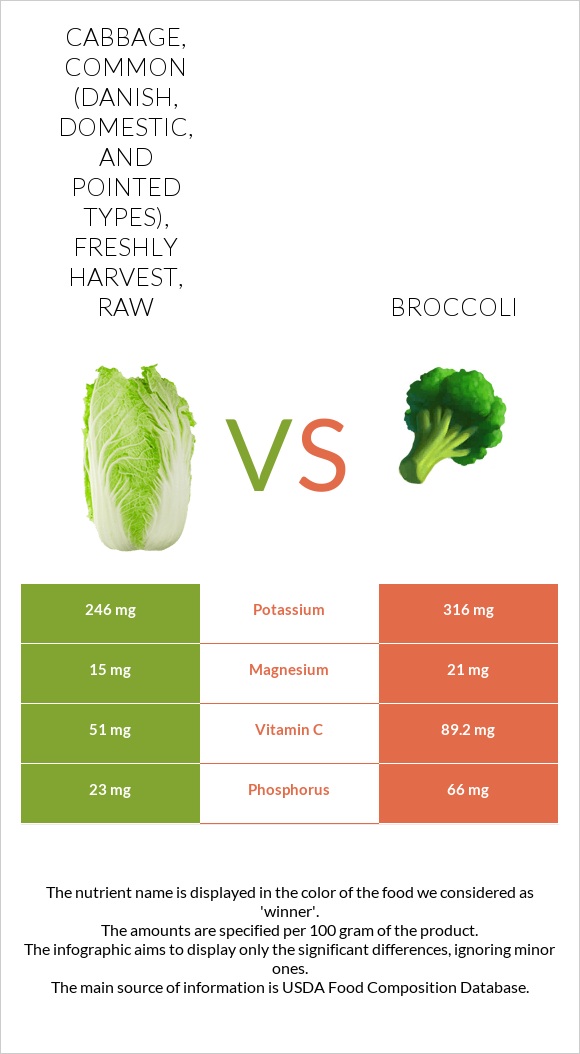 CABBAGE,
COMMON
(DANISH,
DOMESTIC,
AND
POINTED
TYPES),
FRESHLY
HARVEST,
RAW
BROCCOLI
VS
246 mg Potassium 316 mg
15 mg Magnesium 21 mg
51 mg Vitamin C 89.2 mg
23 mg Phosphorus 66 mg
The nutrient name is displayed in the color of the food we considered as
'winner'.
The amounts are specified per 100 gram of the product.
The infographic aims to display only the significant differences, ignoring minor
ones.
The main source of information is USDA Food Composition Database.